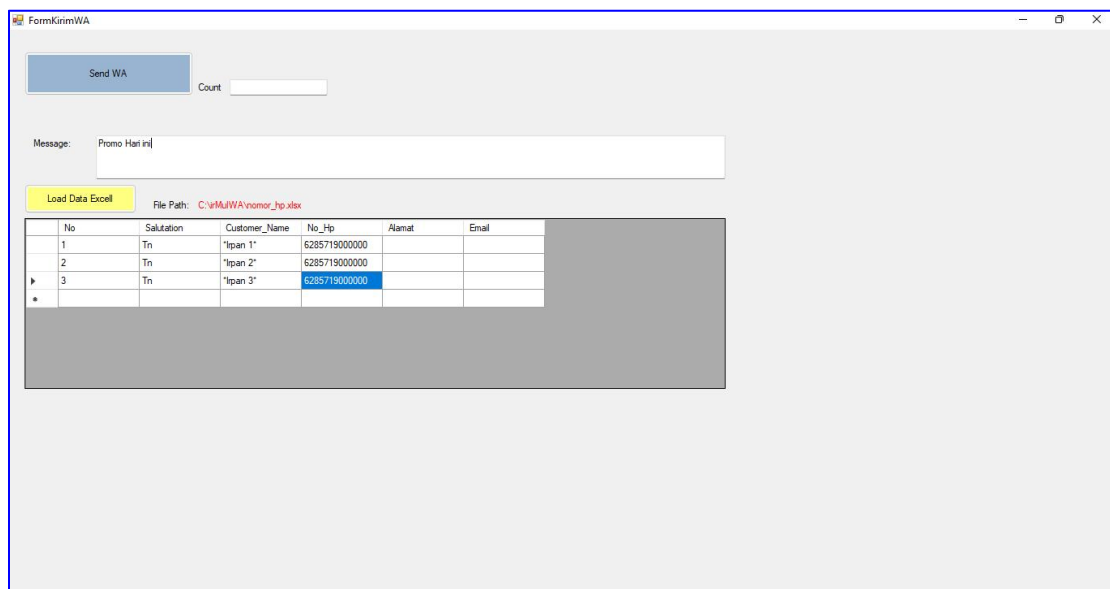 FormKirimWA
Send WA
Count
Message: Promo Hari ini
Load Data Excell
File Path: C:\irMulWA\nomor_hp.xlsx
No Salutation Customer_Name No_Hp Alamat Email
1 Tn *Irpan 1* 6285719000000
2 Tn *Irpan 2* 6285719000000
3 Tn *Irpan 3* 6285719000000